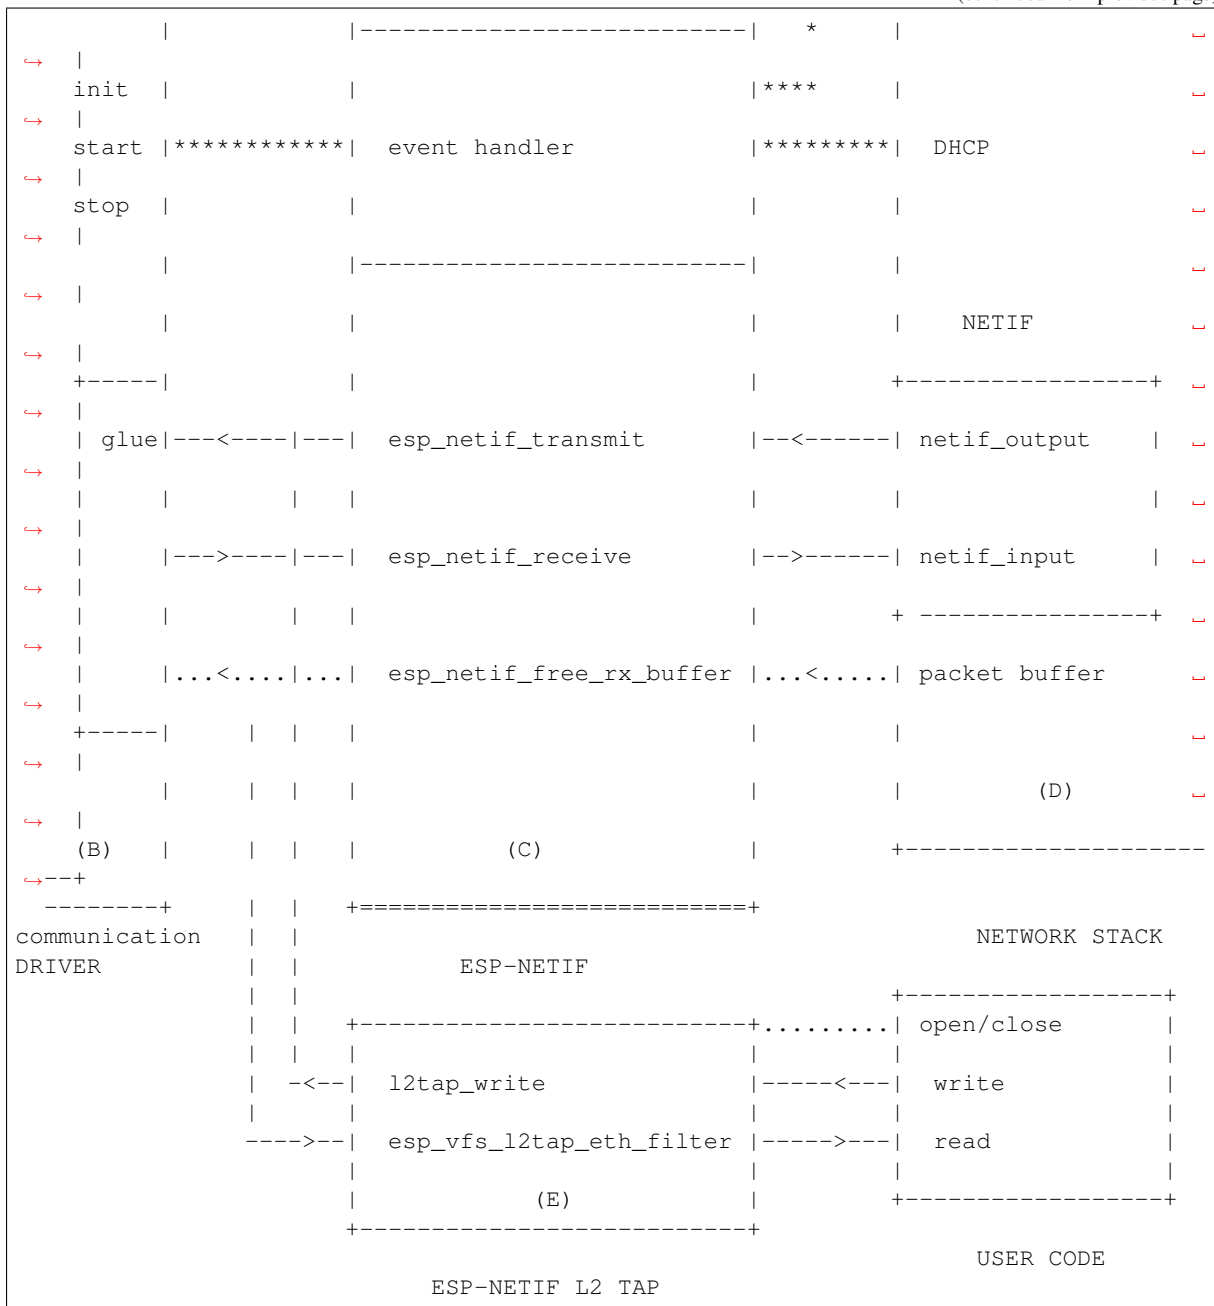 |            |---------------------------|   *     |                    ␣
↪  |
init  |            |                           |****     |                    ␣
↪  |
start |************|  event handler            |*********|  DHCP              ␣
↪  |
stop  |            |                           |         |                    ␣
↪  |
|            |---------------------------|         |                    ␣
↪  |
|            |                           |         |    NETIF           ␣
↪  |
+-----|            |                           |         +-----------------+  ␣
↪  |
| glue|---<----|---|  esp_netif_transmit       |--<------| netif_output    |  ␣
↪  |
|     |        |   |                           |         |                 |  ␣
↪  |
|     |--->----|---|  esp_netif_receive        |-->------| netif_input     |  ␣
↪  |
|     |        |   |                           |         + ----------------+  ␣
↪  |
|     |...<....|...|  esp_netif_free_rx_buffer |...<.....| packet buffer      ␣
↪  |
+-----|     |  |   |                           |         |                    ␣
↪  |
|     |  |   |                           |         |         (D)        ␣
↪  |
(B)   |     |  |   |          (C)              |         +---------------------
↪--+
--------+     |  |   +===========================+
communication   |  |                                               NETWORK STACK
DRIVER          |  |           ESP-NETIF
|  |                                         +------------------+
|  |   +---------------------------+.........| open/close       |
|  |   |                           |         |                  |
|  -<--|  l2tap_write              |-----<---|  write           |
|      |                           |         |                  |
---->--|  esp_vfs_l2tap_eth_filter |----->---|  read            |
|                           |         |                  |
|            (E)            |         +------------------+
+---------------------------+
USER CODE
ESP-NETIF L2 TAP